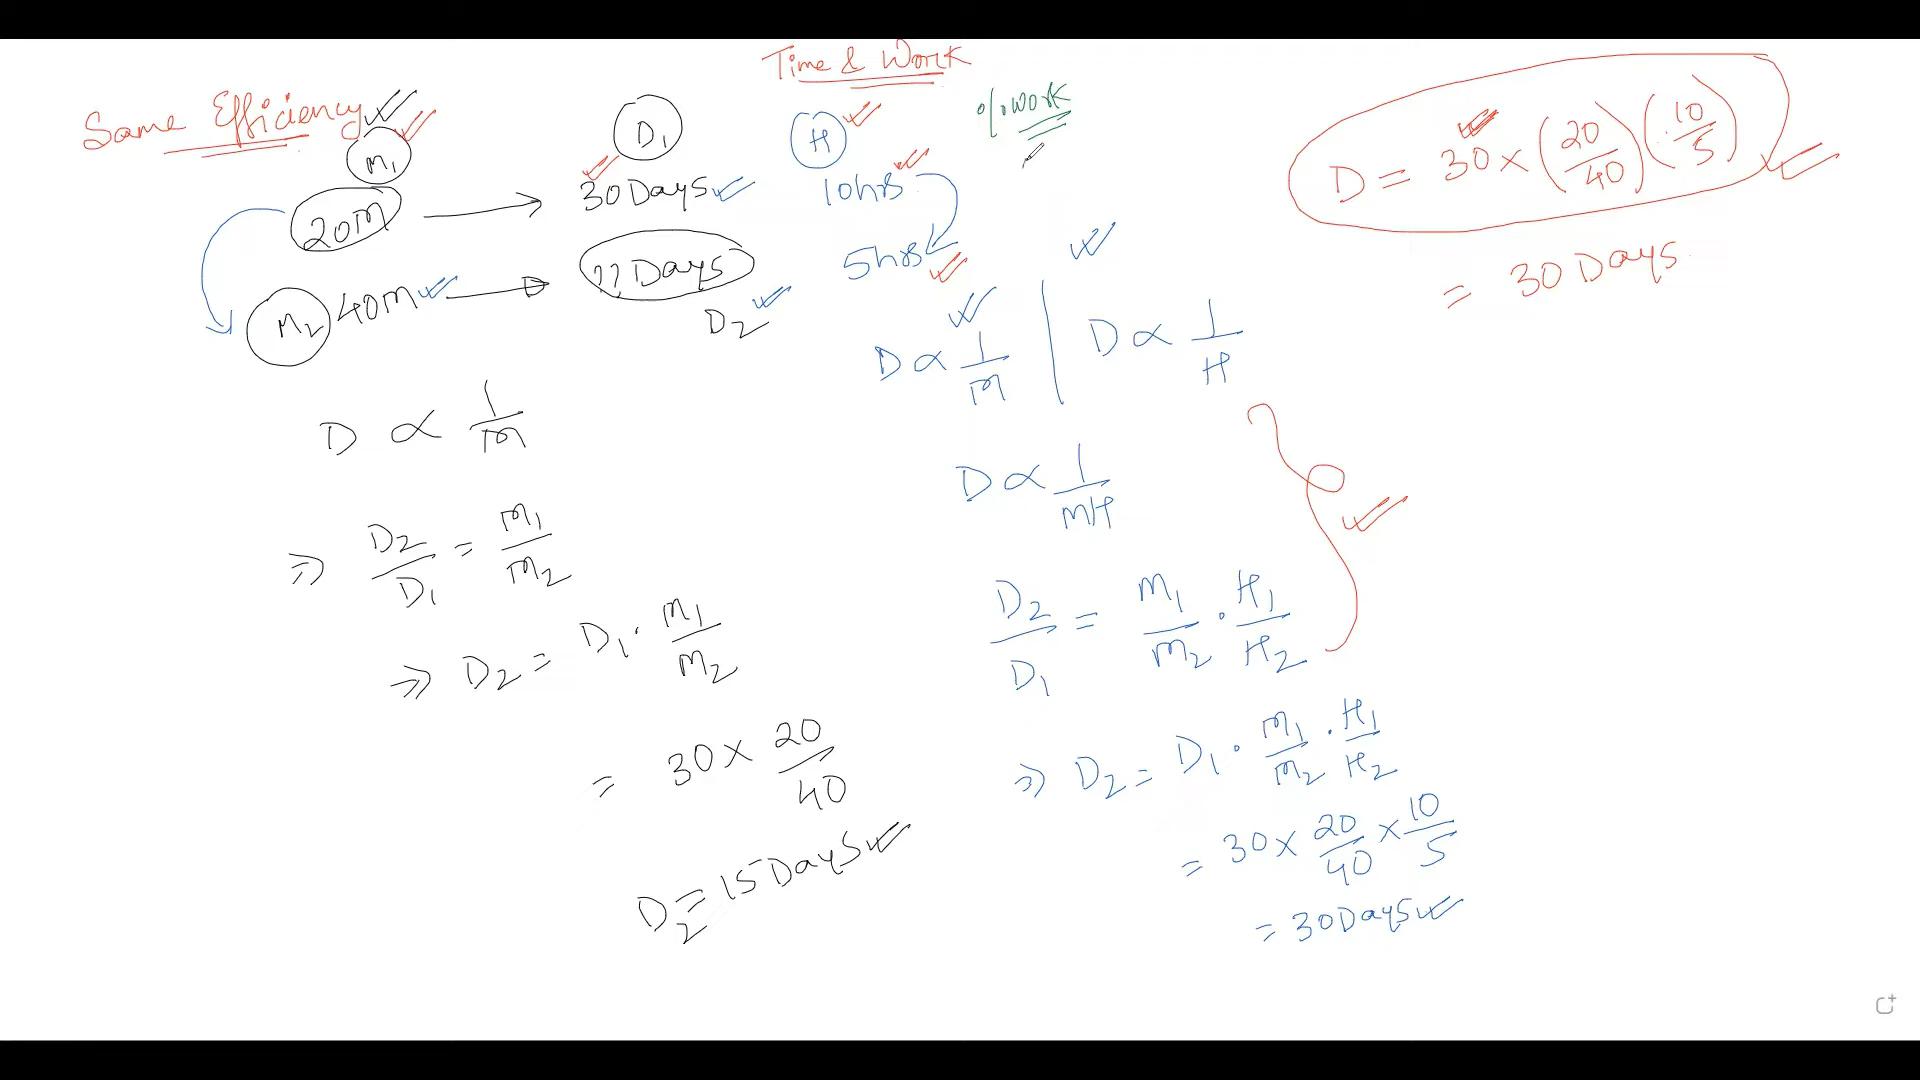 Time & Work
Same Efficiency
M1 D1 H % work
20M → 30 Days 10hrs
M2 40M → ?? Days 5hrs
D2
D ∝ 1/M
⇒ D2/D1 = M1/M2
⇒ D2 = D1 · M1/M2
= 30 × 20/40
D2 = 15 Days
D ∝ 1/M | D ∝ 1/H
D ∝ 1/MH
D2/D1 = M1/M2 · H1/H2
⇒ D2 = D1 · M1/M2 · H1/H2
= 30 × 20/40 × 10/5
= 30 Days
D = 30 × (20/40) (10/5)
= 30 Days